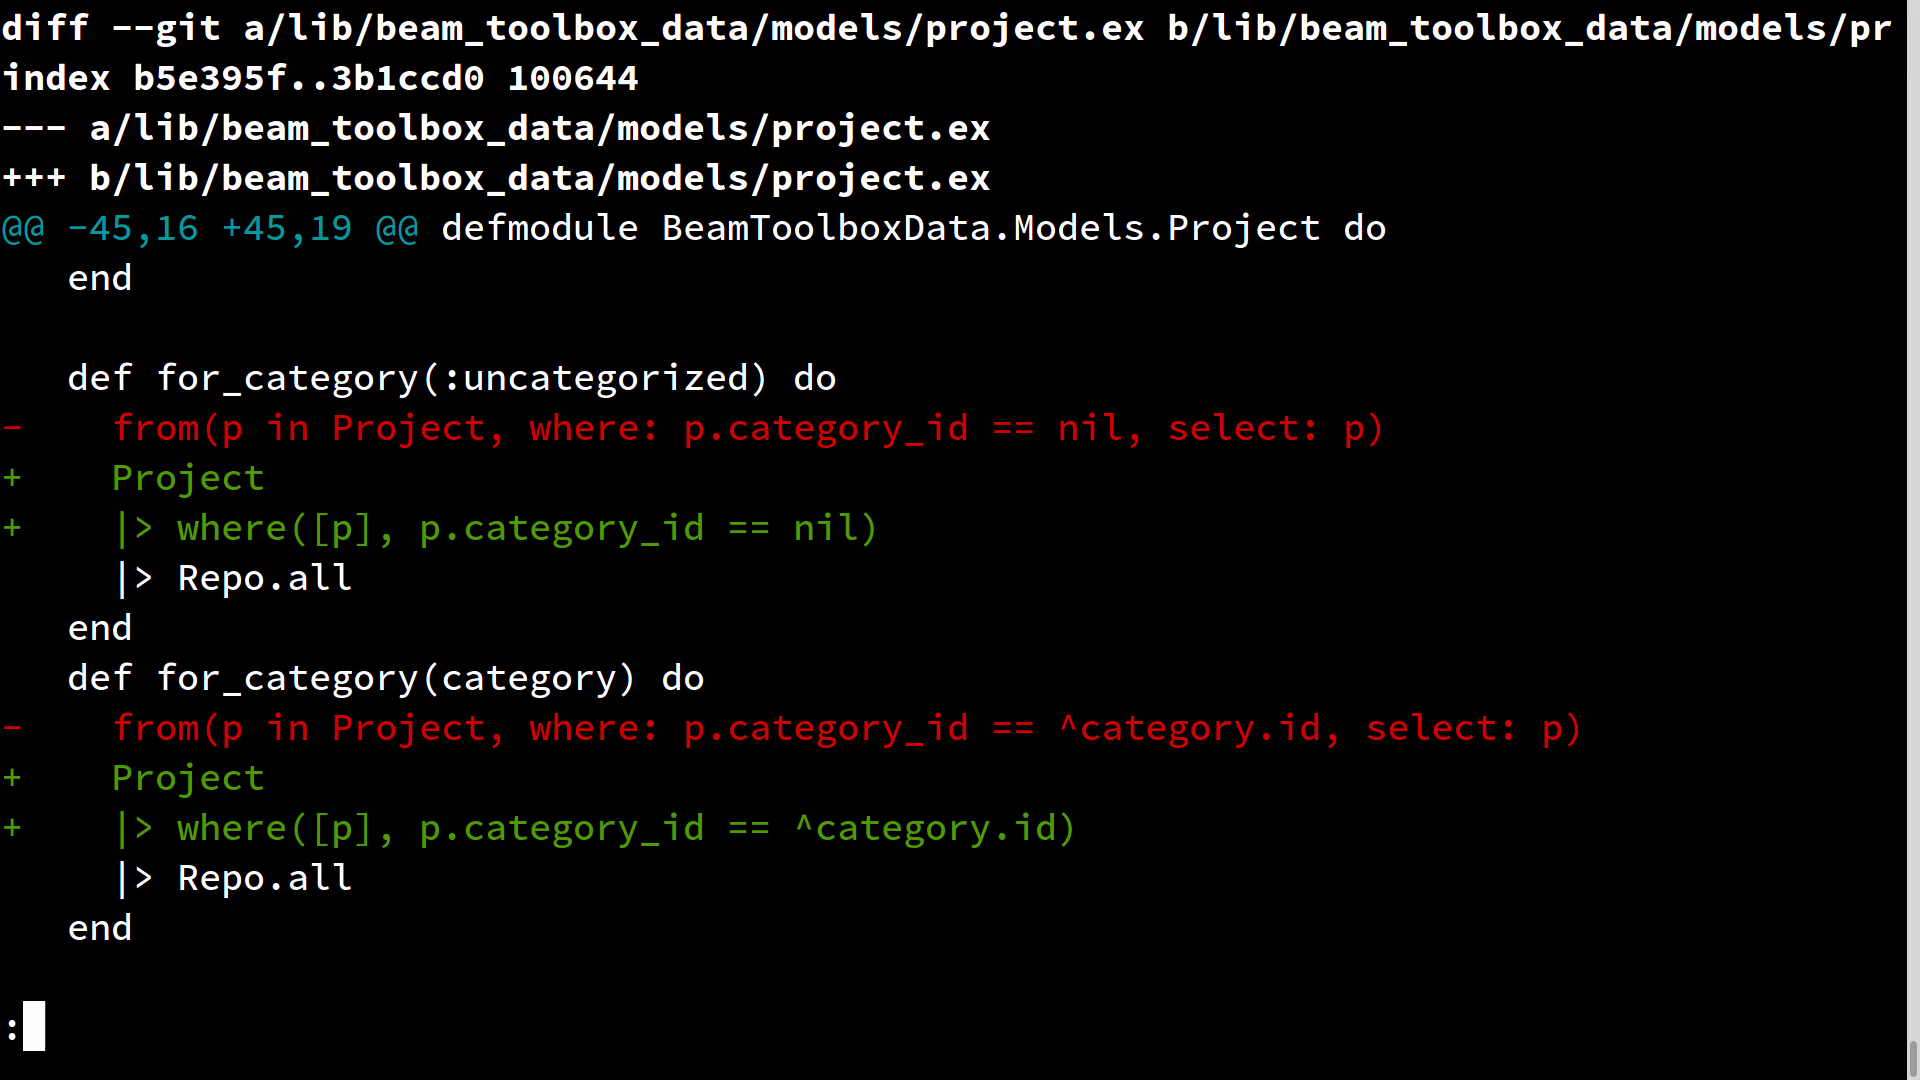 diff --git a/lib/beam_toolbox_data/models/project.ex b/lib/beam_toolbox_data/models/pr
index b5e395f..3b1ccd0 100644
--- a/lib/beam_toolbox_data/models/project.ex
+++ b/lib/beam_toolbox_data/models/project.ex
@@ -45,16 +45,19 @@ defmodule BeamToolboxData.Models.Project do
   end
   def for_category(:uncategorized) do
-    from(p in Project, where: p.category_id == nil, select: p)
+    Project
+    |> where([p], p.category_id == nil)
     |> Repo.all
   end
   def for_category(category) do
-    from(p in Project, where: p.category_id == ^category.id, select: p)
+    Project
+    |> where([p], p.category_id == ^category.id)
     |> Repo.all
   end
: